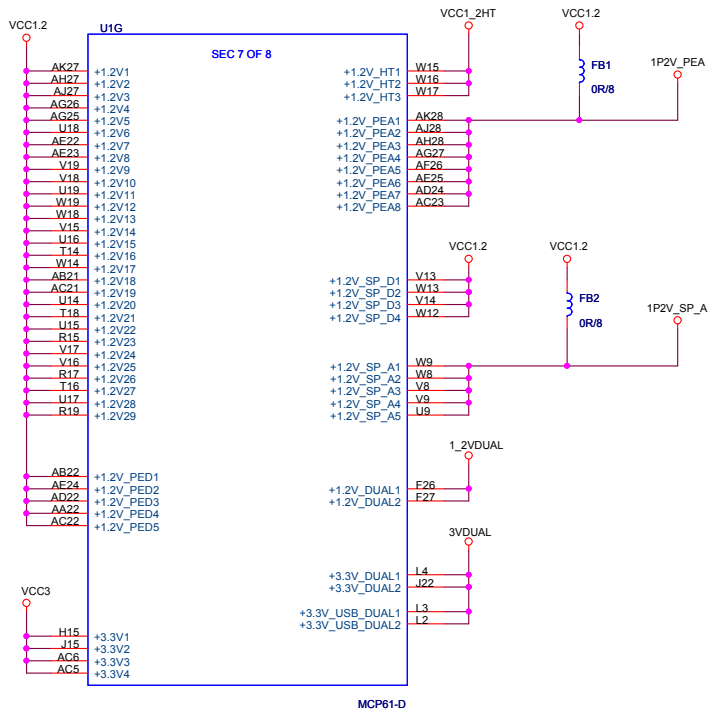 VCC1.2
U1G
SEC 7 OF 8
AK27 +1.2V1
AH27 +1.2V2
AJ27 +1.2V3
AG26 +1.2V4
AG25 +1.2V5
U18 +1.2V6
AE22 +1.2V7
AE23 +1.2V8
V19 +1.2V9
V18 +1.2V10
U19 +1.2V11
W19 +1.2V12
W18 +1.2V13
V15 +1.2V14
U16 +1.2V15
T14 +1.2V16
W14 +1.2V17
AB21 +1.2V18
AC21 +1.2V19
U14 +1.2V20
T18 +1.2V21
U15 +1.2V22
R15 +1.2V23
V17 +1.2V24
V16 +1.2V25
R17 +1.2V26
T16 +1.2V27
U17 +1.2V28
R19 +1.2V29
AB22 +1.2V_PED1
AE24 +1.2V_PED2
AD22 +1.2V_PED3
AA22 +1.2V_PED4
AC22 +1.2V_PED5
VCC3
H15 +3.3V1
J15 +3.3V2
AC6 +3.3V3
AC5 +3.3V4
VCC1_2HT
+1.2V_HT1 W15
+1.2V_HT2 W16
+1.2V_HT3 W17
VCC1.2
FB1
0R/8
1P2V_PEA
+1.2V_PEA1 AK28
+1.2V_PEA2 AJ28
+1.2V_PEA3 AH28
+1.2V_PEA4 AG27
+1.2V_PEA5 AF26
+1.2V_PEA6 AE25
+1.2V_PEA7 AD24
+1.2V_PEA8 AC23
VCC1.2
+1.2V_SP_D1 V13
+1.2V_SP_D2 W13
+1.2V_SP_D3 V14
+1.2V_SP_D4 W12
VCC1.2
FB2
0R/8
1P2V_SP_A
+1.2V_SP_A1 W9
+1.2V_SP_A2 W8
+1.2V_SP_A3 V8
+1.2V_SP_A4 V9
+1.2V_SP_A5 U9
1_2VDUAL
+1.2V_DUAL1 F26
+1.2V_DUAL2 F27
3VDUAL
+3.3V_DUAL1 L4
+3.3V_DUAL2 J22
+3.3V_USB_DUAL1 L3
+3.3V_USB_DUAL2 L2
MCP61-D